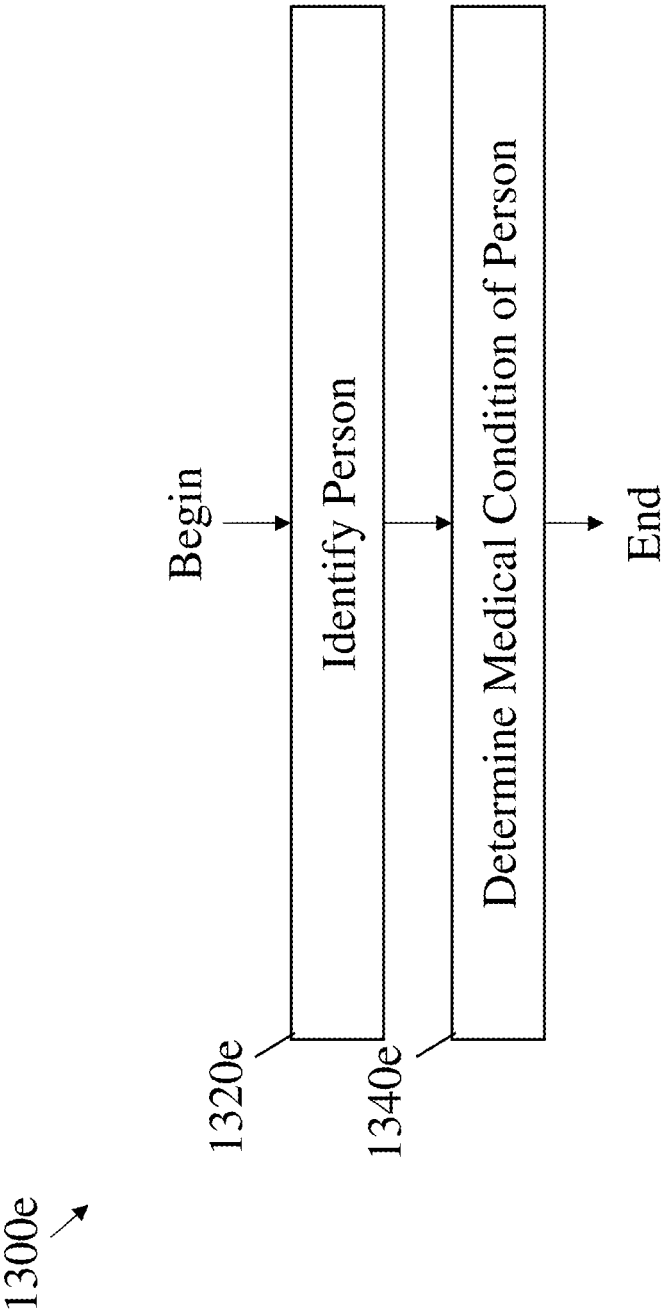 1300e
Begin
1320e
Identify Person
1340e
Determine Medical Condition of Person
End